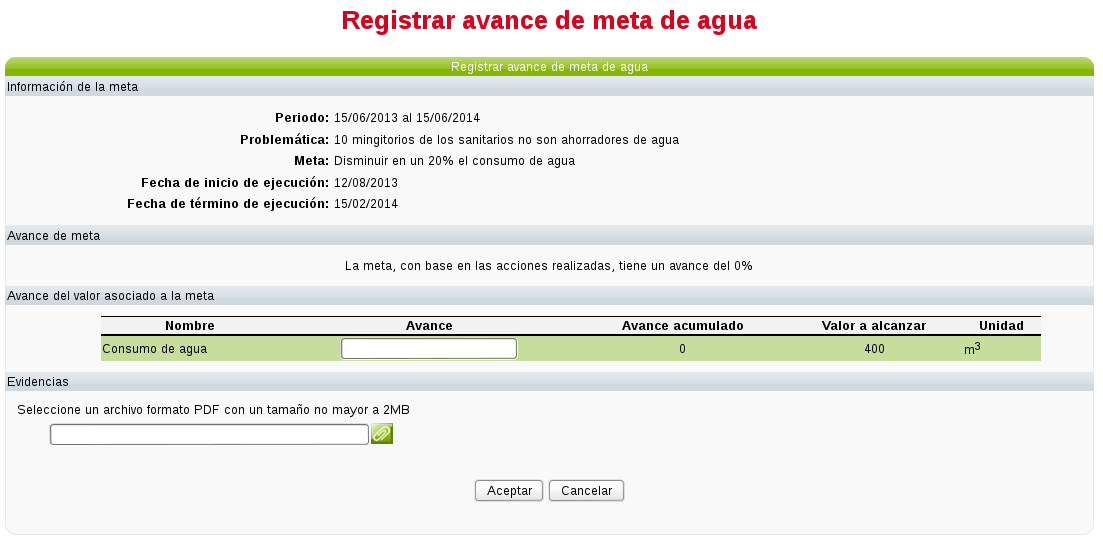 Registrar avance de meta de agua
Registrar avance de meta de agua
Información de la meta
Periodo: 15/06/2013 al 15/06/2014
Problemática: 10 mingitorios de los sanitarios no son ahorradores de agua
Meta: Disminuir en un 20% el consumo de agua
Fecha de inicio de ejecución: 12/08/2013
Fecha de término de ejecución: 15/02/2014
Avance de meta
La meta, con base en las acciones realizadas, tiene un avance del 0%
Avance del valor asociado a la meta
Nombre Avance Avance acumulado Valor a alcanzar Unidad
Consumo de agua 0 400 m³
Evidencias
Seleccione un archivo formato PDF con un tamaño no mayor a 2MB
Aceptar Cancelar